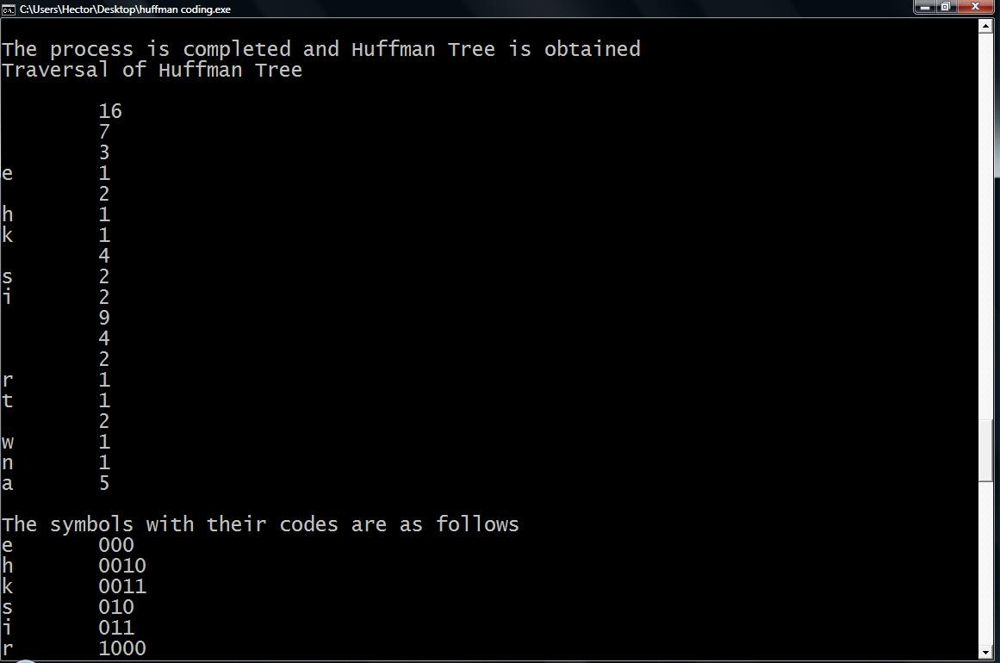 C:\Users\Hector\Desktop\huffman coding.exe
The process is completed and Huffman Tree is obtained
Traversal of Huffman Tree
16
7
3
e 1
2
h 1
k 1
4
s 2
i 2
9
4
2
r 1
t 1
2
w 1
n 1
a 5
The symbols with their codes are as follows
e 000
h 0010
k 0011
s 010
i 011
r 1000